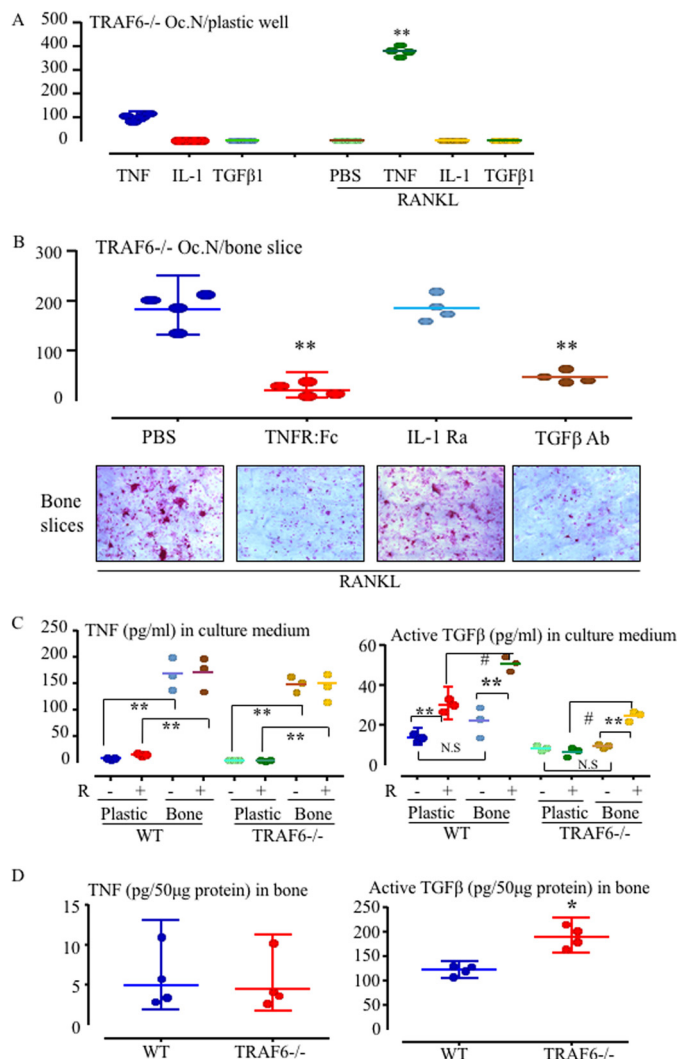 A
TRAF6-/- Oc.N/plastic well
500
400
300
200
100
0
**
TNF IL-1 TGFβ1 PBS TNF IL-1 TGFβ1
RANKL
B
TRAF6-/- Oc.N/bone slice
300
200
100
0
** **
PBS TNFR:Fc IL-1 Ra TGFβ Ab
Bone
slices
RANKL
C
TNF (pg/ml) in culture medium
250
200
150
100
50
0
**
**
**
**
R - + - + - + - +
Plastic Bone Plastic Bone
WT TRAF6-/-
Active TGFβ (pg/ml) in culture medium
60
40
20
0
#
**
**
N.S
#
**
N.S
R - + - + - + - +
Plastic Bone Plastic Bone
WT TRAF6-/-
D
TNF (pg/50μg protein) in bone
15
10
5
0
WT TRAF6-/-
Active TGFβ (pg/50μg protein) in bone
250
200
150
100
50
0
*
WT TRAF6-/-